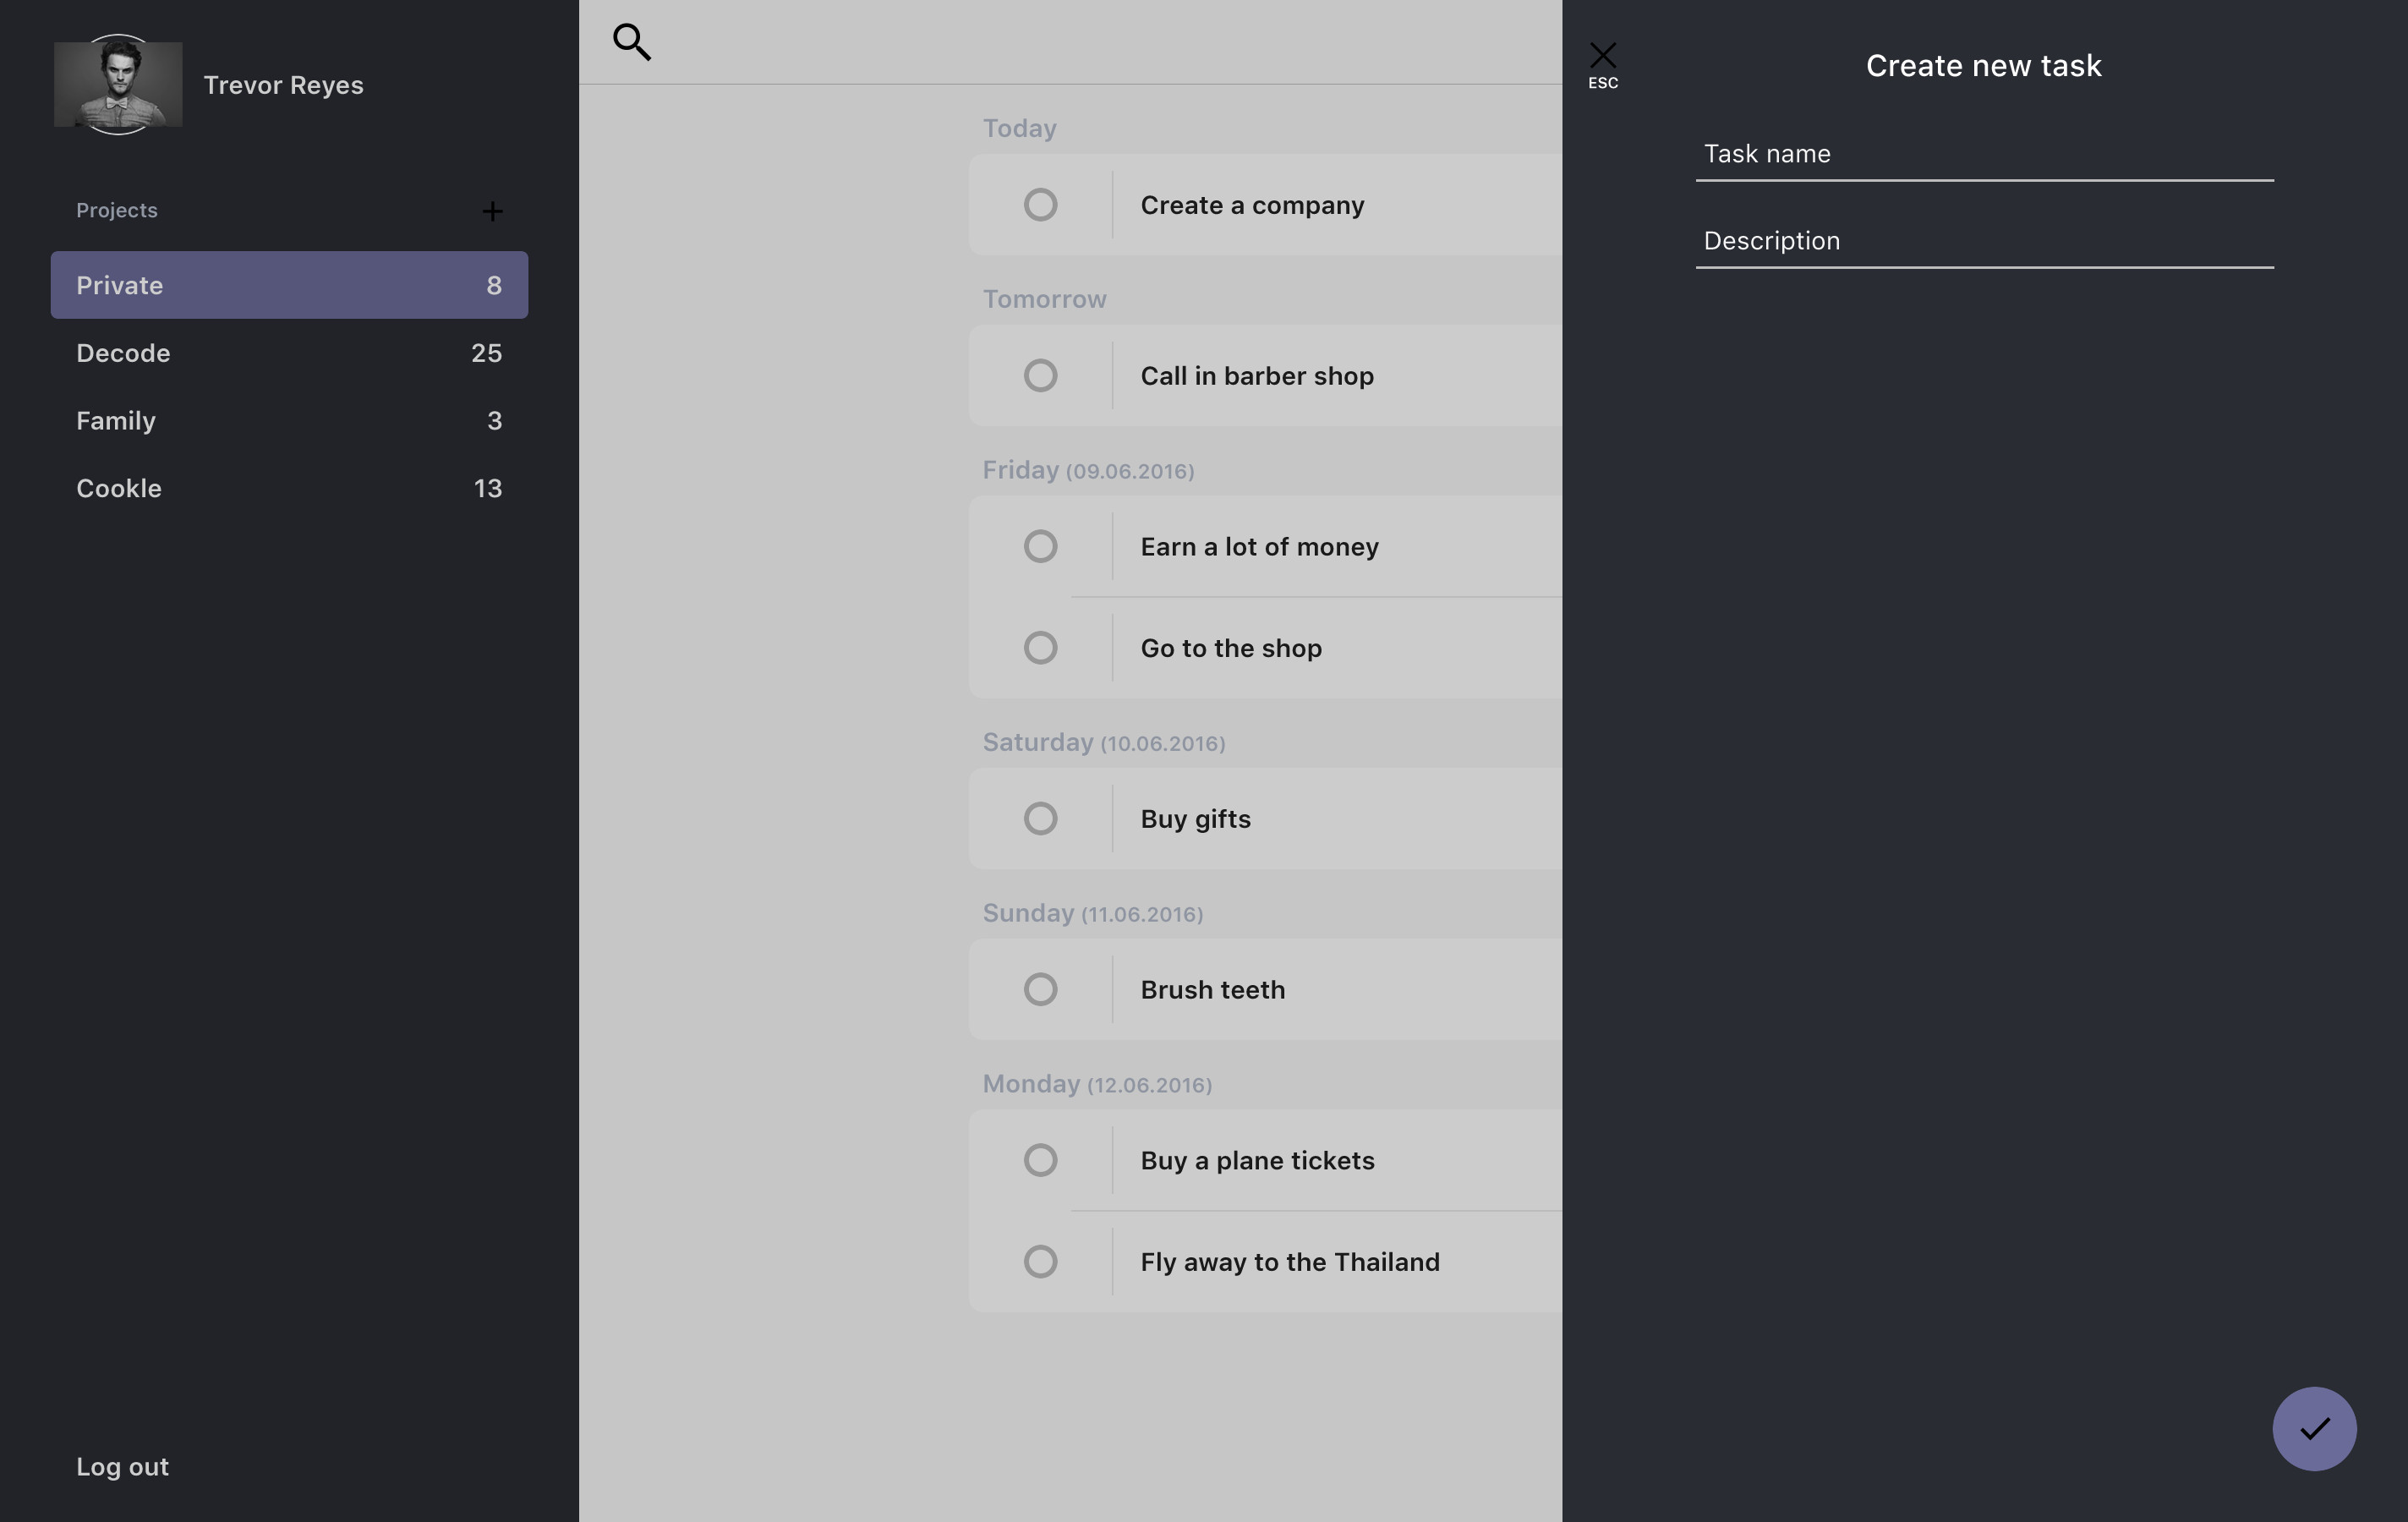 Trevor Reyes
Projects
Private 8
Decode 25
Family 3
Cookle 13
Log out
Today
Create a company
Tomorrow
Call in barber shop
Friday (09.06.2016)
Earn a lot of money
Go to the shop
Saturday (10.06.2016)
Buy gifts
Sunday (11.06.2016)
Brush teeth
Monday (12.06.2016)
Buy a plane tickets
Fly away to the Thailand
ESC
Create new task
Task name
Description